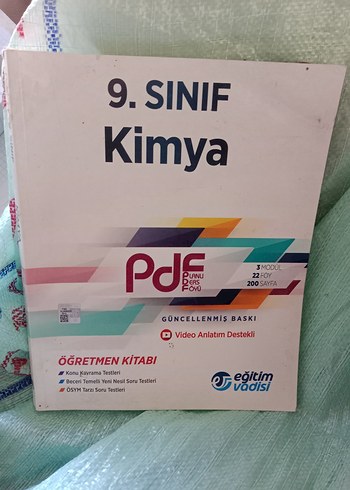 9. SINIF
Kimya
PDF
PLANLI
DERS
FÖYÜ
3 MODÜL
22 FÖY
200 SAYFA
GÜNCELLENMİŞ BASKI
Video Anlatım Destekli
ÖĞRETMEN KİTABI
Konu Kavrama Testleri
Beceri Temelli Yeni Nesil Soru Testleri
ÖSYM Tarzı Soru Testleri
eğitim
vadisi